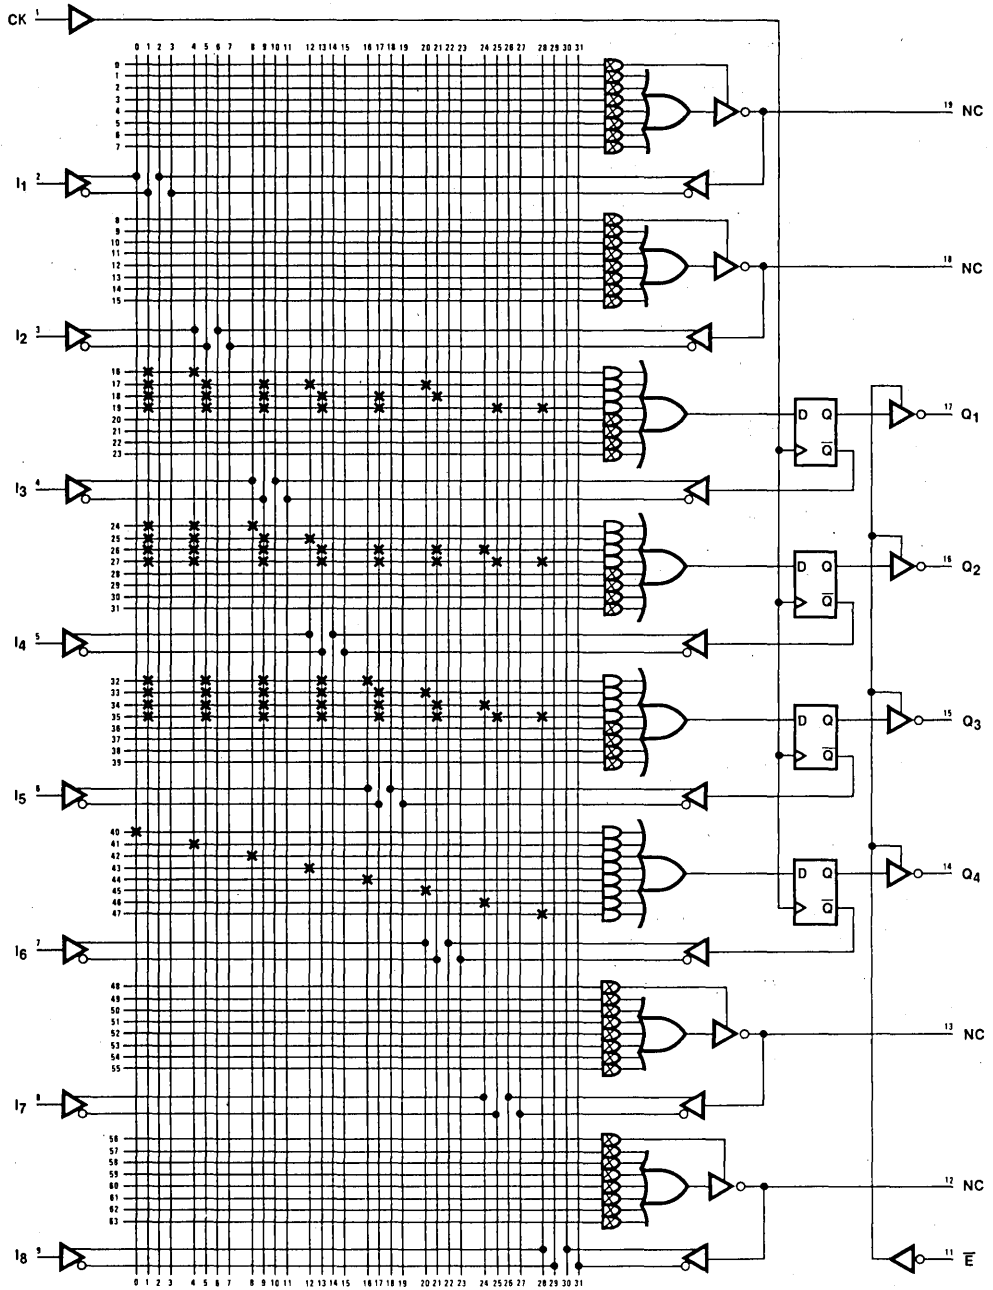 CK 1
0 1 2 3 4 5 6 7 8 9 10 11 12 13 14 15 16 17 18 19 20 21 22 23 24 25 26 27 28 29 30 31
0
1
2
3
4
5
6
7
19 NC
I1 2
8
9
10
11
12
13
14
15
18 NC
I2 3
16
17
18
19
20
21
22
23
D Q
Q̅
17 Q1
I3 4
24
25
26
27
28
29
30
31
D Q
Q̅
16 Q2
I4 5
32
33
34
35
36
37
38
39
D Q
Q̅
15 Q3
I5 6
40
41
42
43
44
45
46
47
D Q
Q̅
14 Q4
I6 7
48
49
50
51
52
53
54
55
13 NC
I7 8
56
57
58
59
60
61
62
63
12 NC
I8 9
11 E̅
0 1 2 3 4 5 6 7 8 9 10 11 12 13 14 15 16 17 18 19 20 21 22 23 24 25 26 27 28 29 30 31